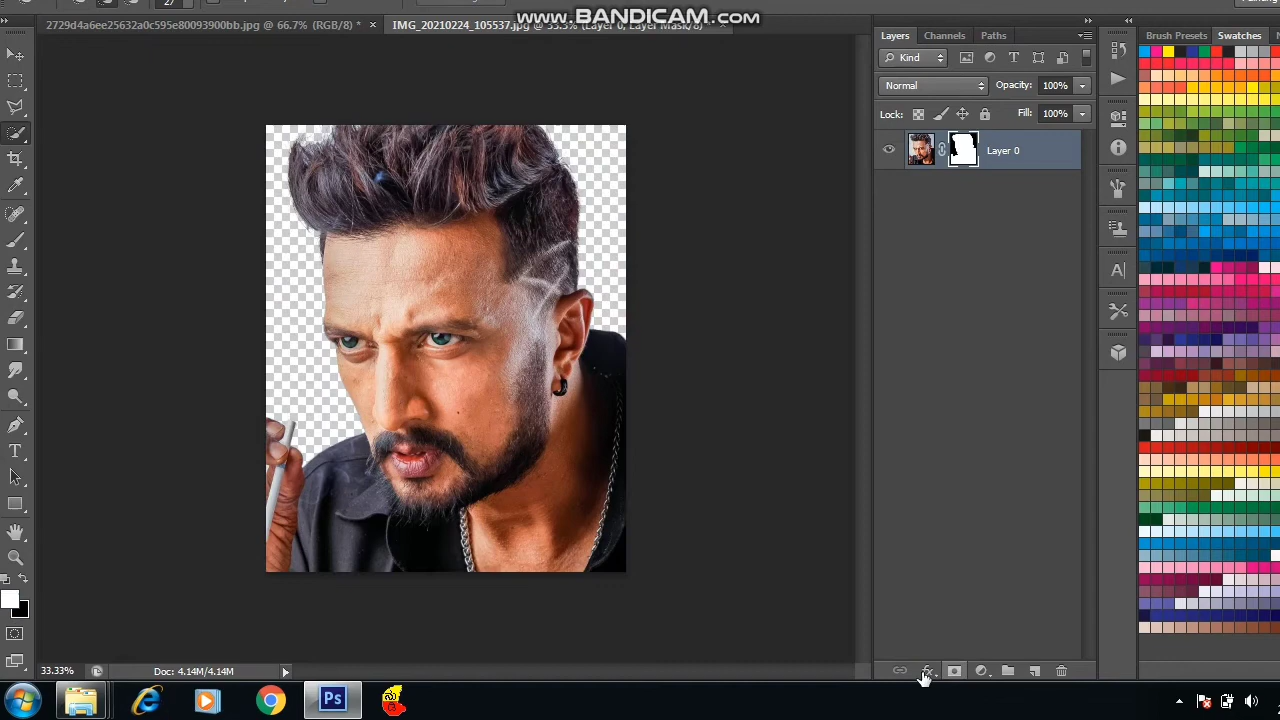 www.BANDICAM.com
2729d4a6ee25632a0c595e80093900bb.jpg @ 66.7% (RGB/8) * ×
IMG_20210224_105537.jpg @ 33.3% (Layer 0, Layer Mask/8)
27
Layers Channels Paths
Brush Presets Swatches
Kind
Normal Opacity: 100%
Lock: Fill: 100%
Layer 0
33.33% Doc: 4.14M/4.14M
Ps